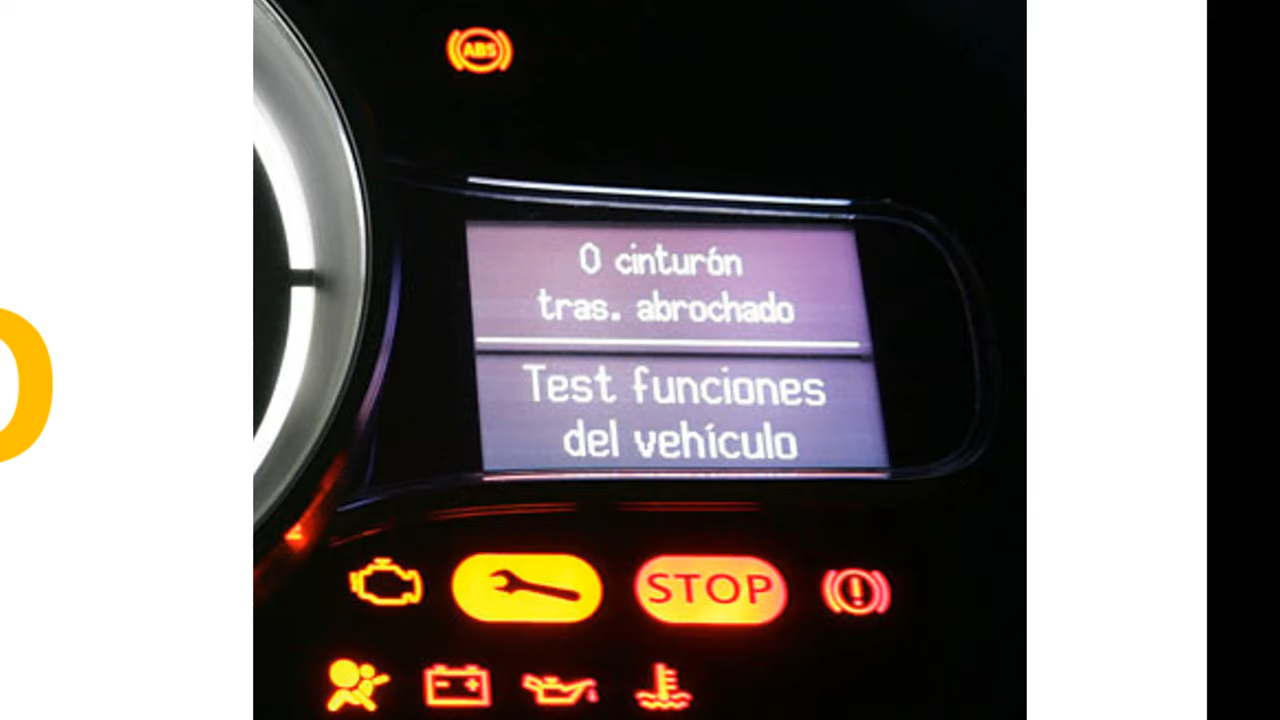 ABS
0 cinturón
tras. abrochado
Test funciones
del vehículo
STOP